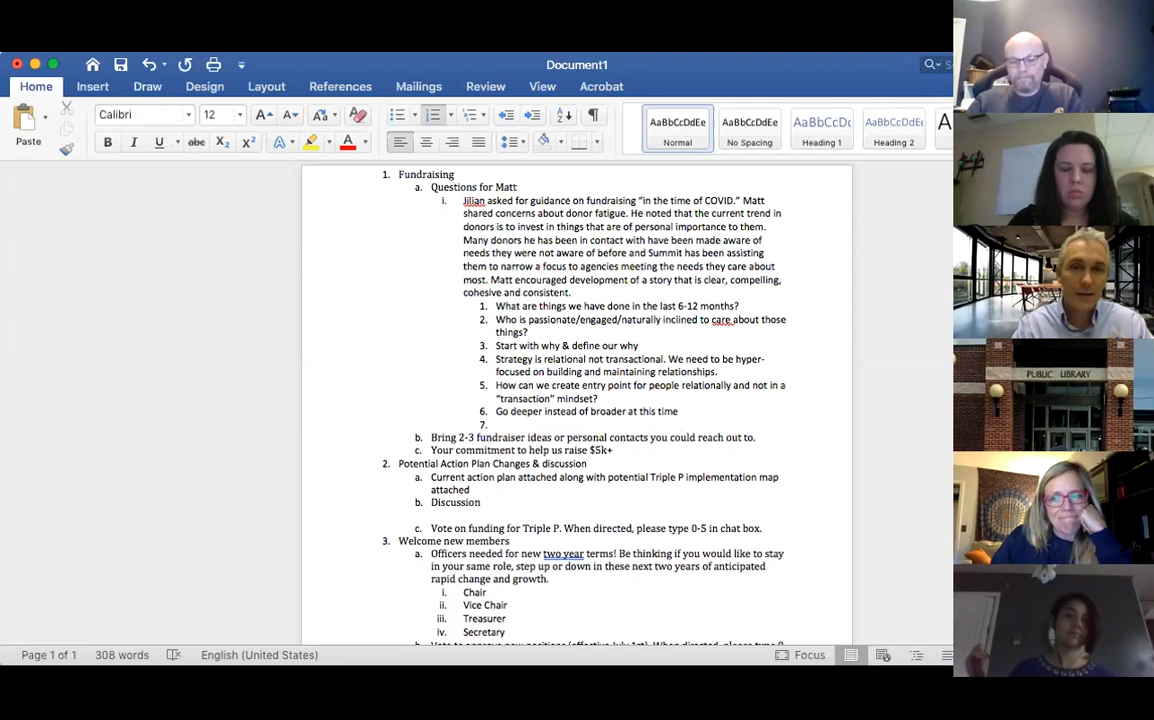 Document1
Home Insert Draw Design Layout References Mailings Review View Acrobat
Paste
Calibri
12
AaBbCcDdEe
Normal
AaBbCcDdEe
No Spacing
AaBbCcDc
Heading 1
AaBbCcDdEe
Heading 2
1. Fundraising
a. Questions for Matt
i. Jilian asked for guidance on fundraising “in the time of COVID.” Matt
shared concerns about donor fatigue. He noted that the current trend in
donors is to invest in things that are of personal importance to them.
Many donors he has been in contact with have been made aware of
needs they were not aware of before and Summit has been assisting
them to narrow a focus to agencies meeting the needs they care about
most. Matt encouraged development of a story that is clear, compelling,
cohesive and consistent.
1. What are things we have done in the last 6-12 months?
2. Who is passionate/engaged/naturally inclined to care about those
things?
3. Start with why & define our why
4. Strategy is relational not transactional. We need to be hyper-
focused on building and maintaining relationships.
5. How can we create entry point for people relationally and not in a
“transaction” mindset?
6. Go deeper instead of broader at this time
7.
b. Bring 2-3 fundraiser ideas or personal contacts you could reach out to.
c. Your commitment to help us raise $5k+
2. Potential Action Plan Changes & discussion
a. Current action plan attached along with potential Triple P implementation map
attached
b. Discussion
c. Vote on funding for Triple P. When directed, please type 0-5 in chat box.
3. Welcome new members
a. Officers needed for new two year terms! Be thinking if you would like to stay
in your same role, step up or down in these next two years of anticipated
rapid change and growth.
i. Chair
ii. Vice Chair
iii. Treasurer
iv. Secretary
Page 1 of 1 308 words English (United States) Focus
PUBLIC LIBRARY